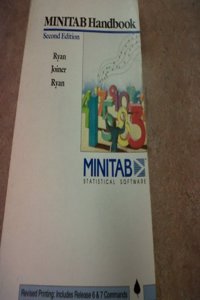 MINITAB Handbook
Second Edition
Ryan
Joiner
Ryan
MINITAB
STATISTICAL SOFTWARE
Revised Printing: Includes Release 6 & 7 Commands